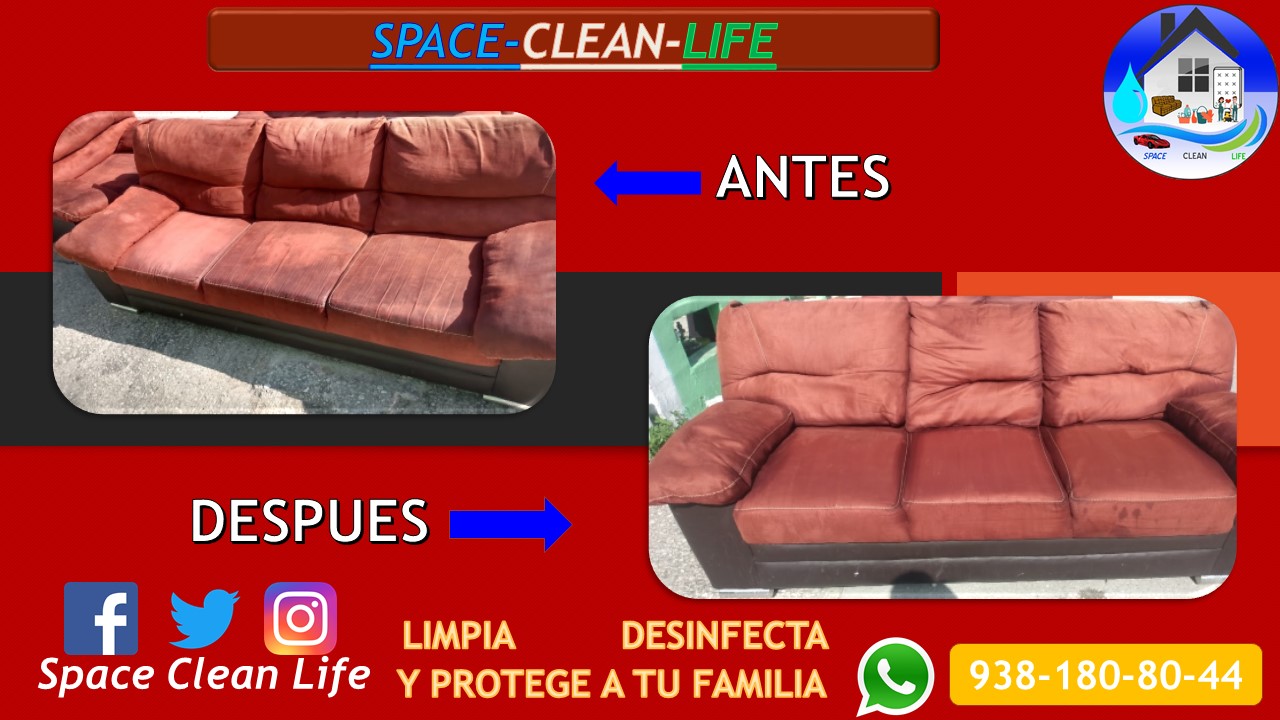 SPACE-CLEAN-LIFE
SPACE CLEAN LIFE
ANTES
DESPUES
Space Clean Life
LIMPIA DESINFECTA
Y PROTEGE A TU FAMILIA
938-180-80-44